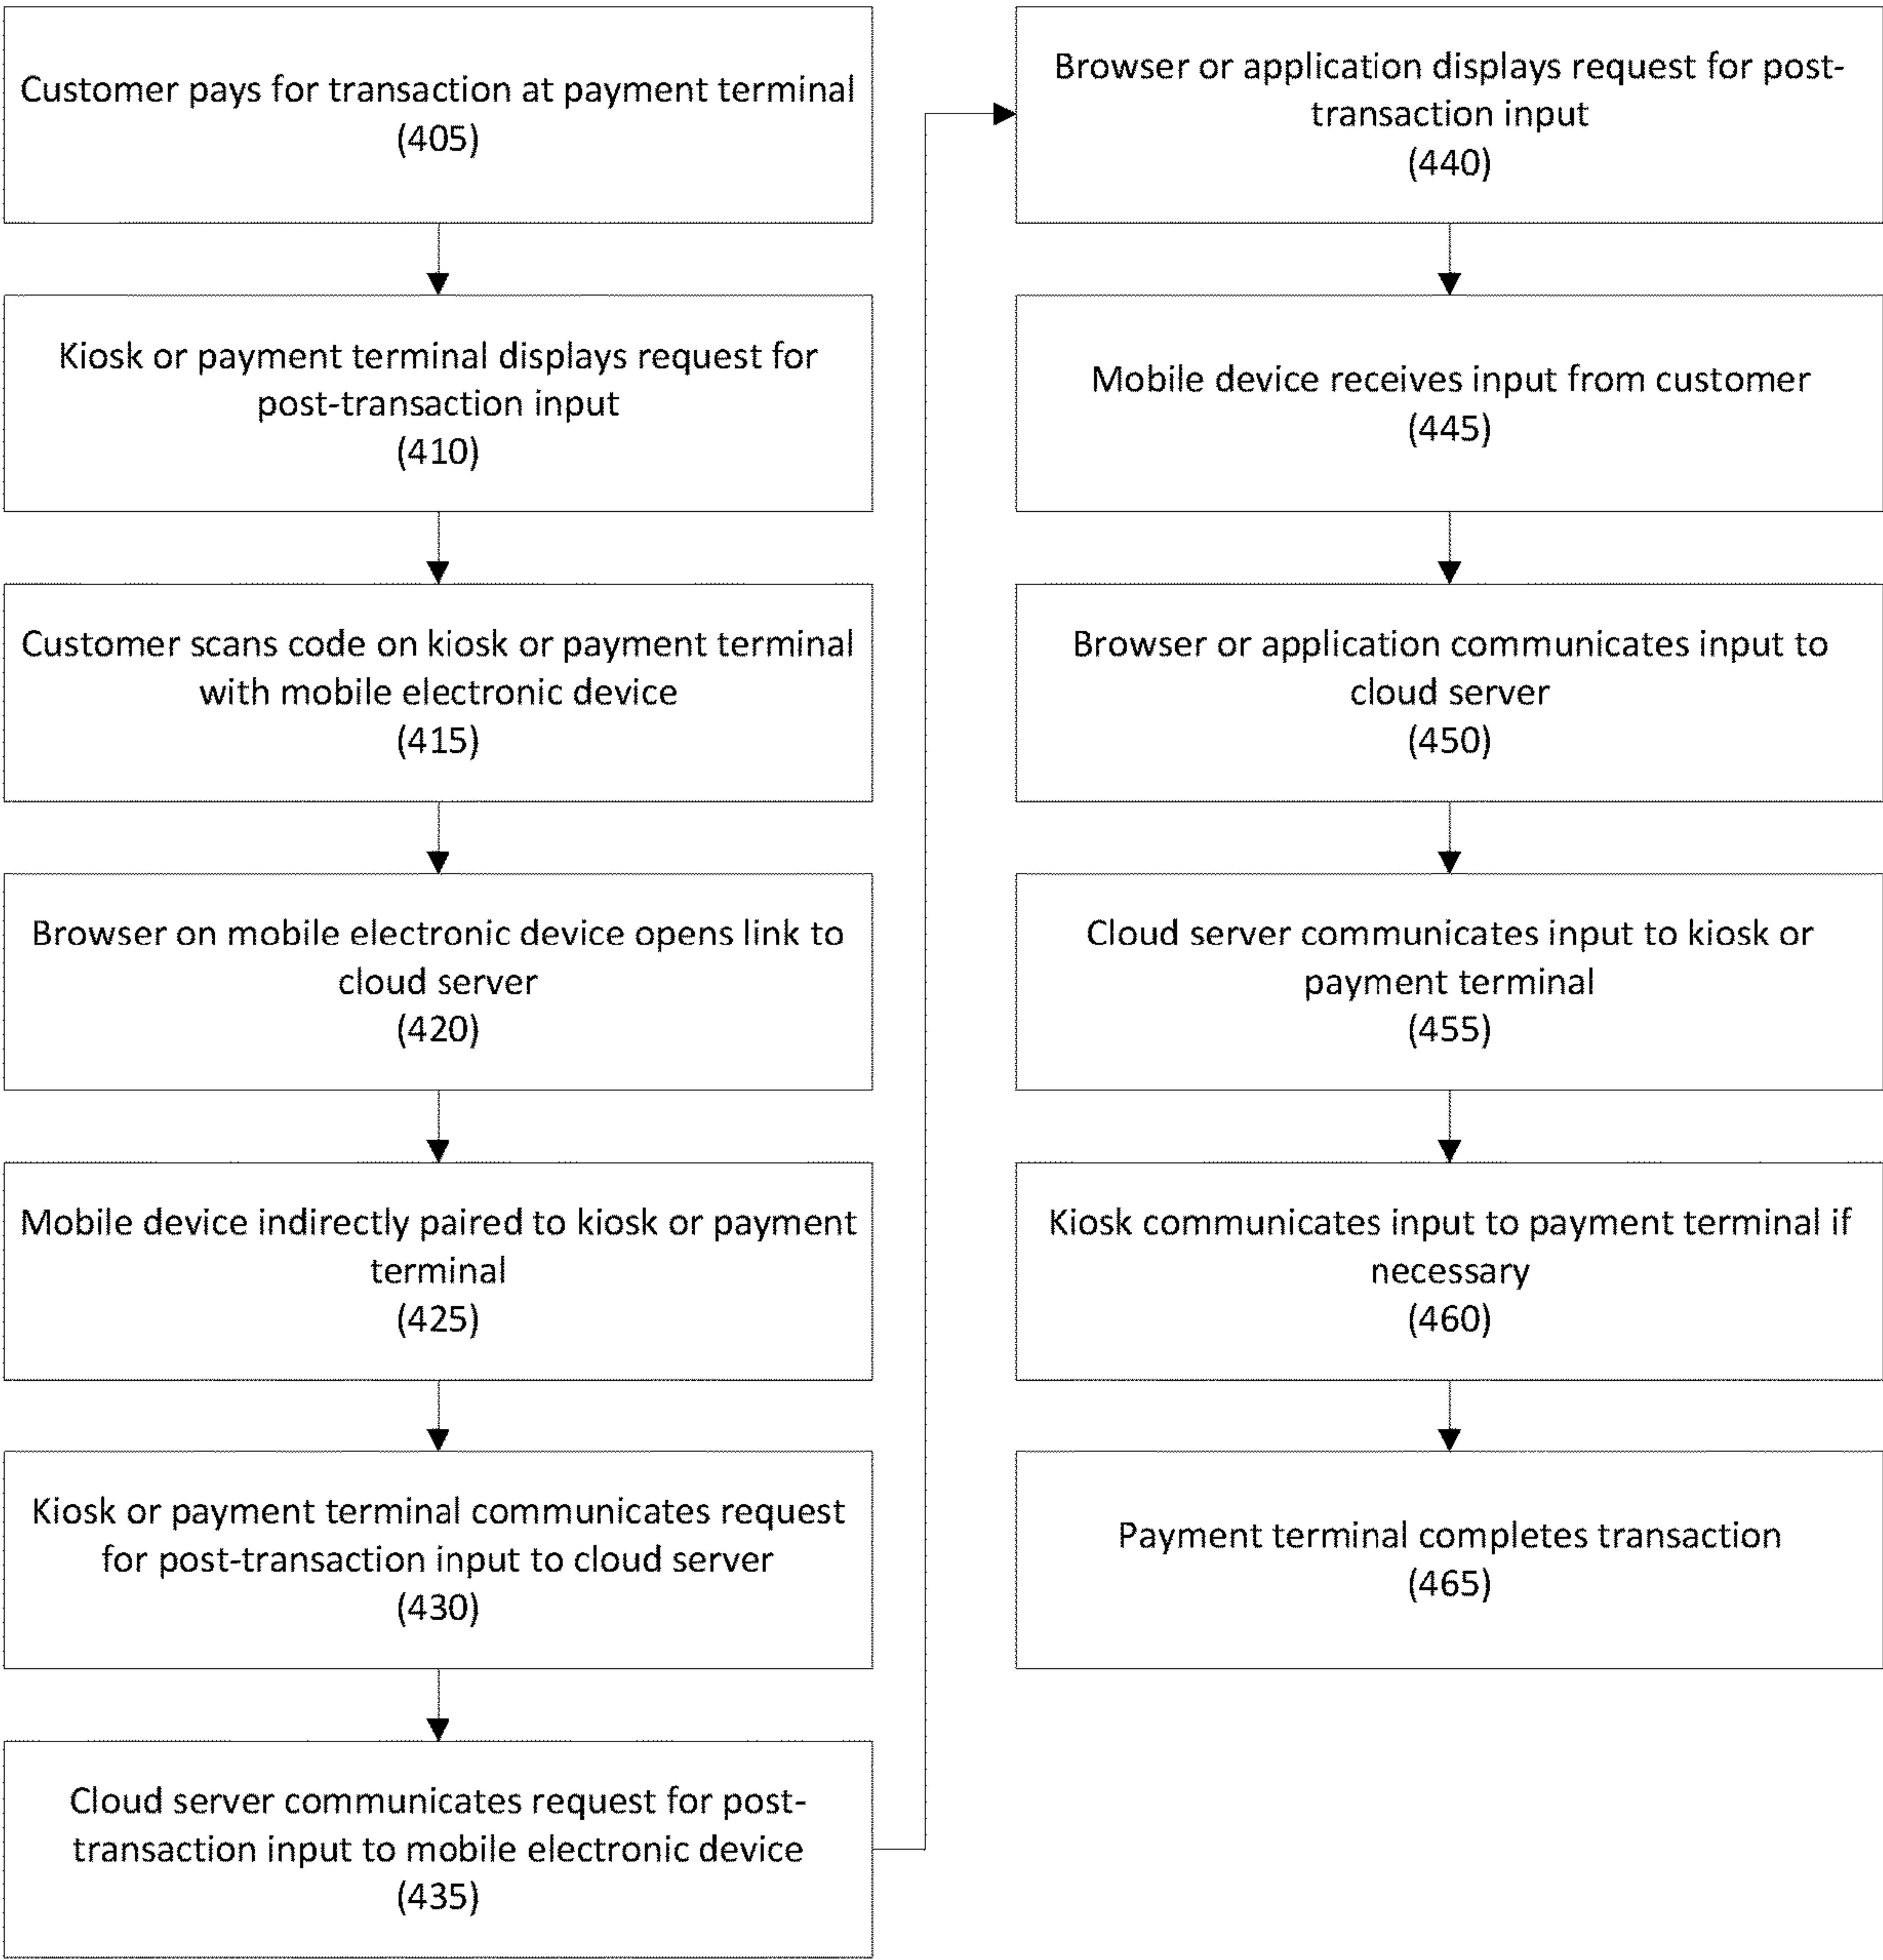 Customer pays for transaction at payment terminal
(405)
Kiosk or payment terminal displays request for
post-transaction input
(410)
Customer scans code on kiosk or payment terminal
with mobile electronic device
(415)
Browser on mobile electronic device opens link to
cloud server
(420)
Mobile device indirectly paired to kiosk or payment
terminal
(425)
Kiosk or payment terminal communicates request
for post-transaction input to cloud server
(430)
Cloud server communicates request for post-
transaction input to mobile electronic device
(435)
Browser or application displays request for post-
transaction input
(440)
Mobile device receives input from customer
(445)
Browser or application communicates input to
cloud server
(450)
Cloud server communicates input to kiosk or
payment terminal
(455)
Kiosk communicates input to payment terminal if
necessary
(460)
Payment terminal completes transaction
(465)